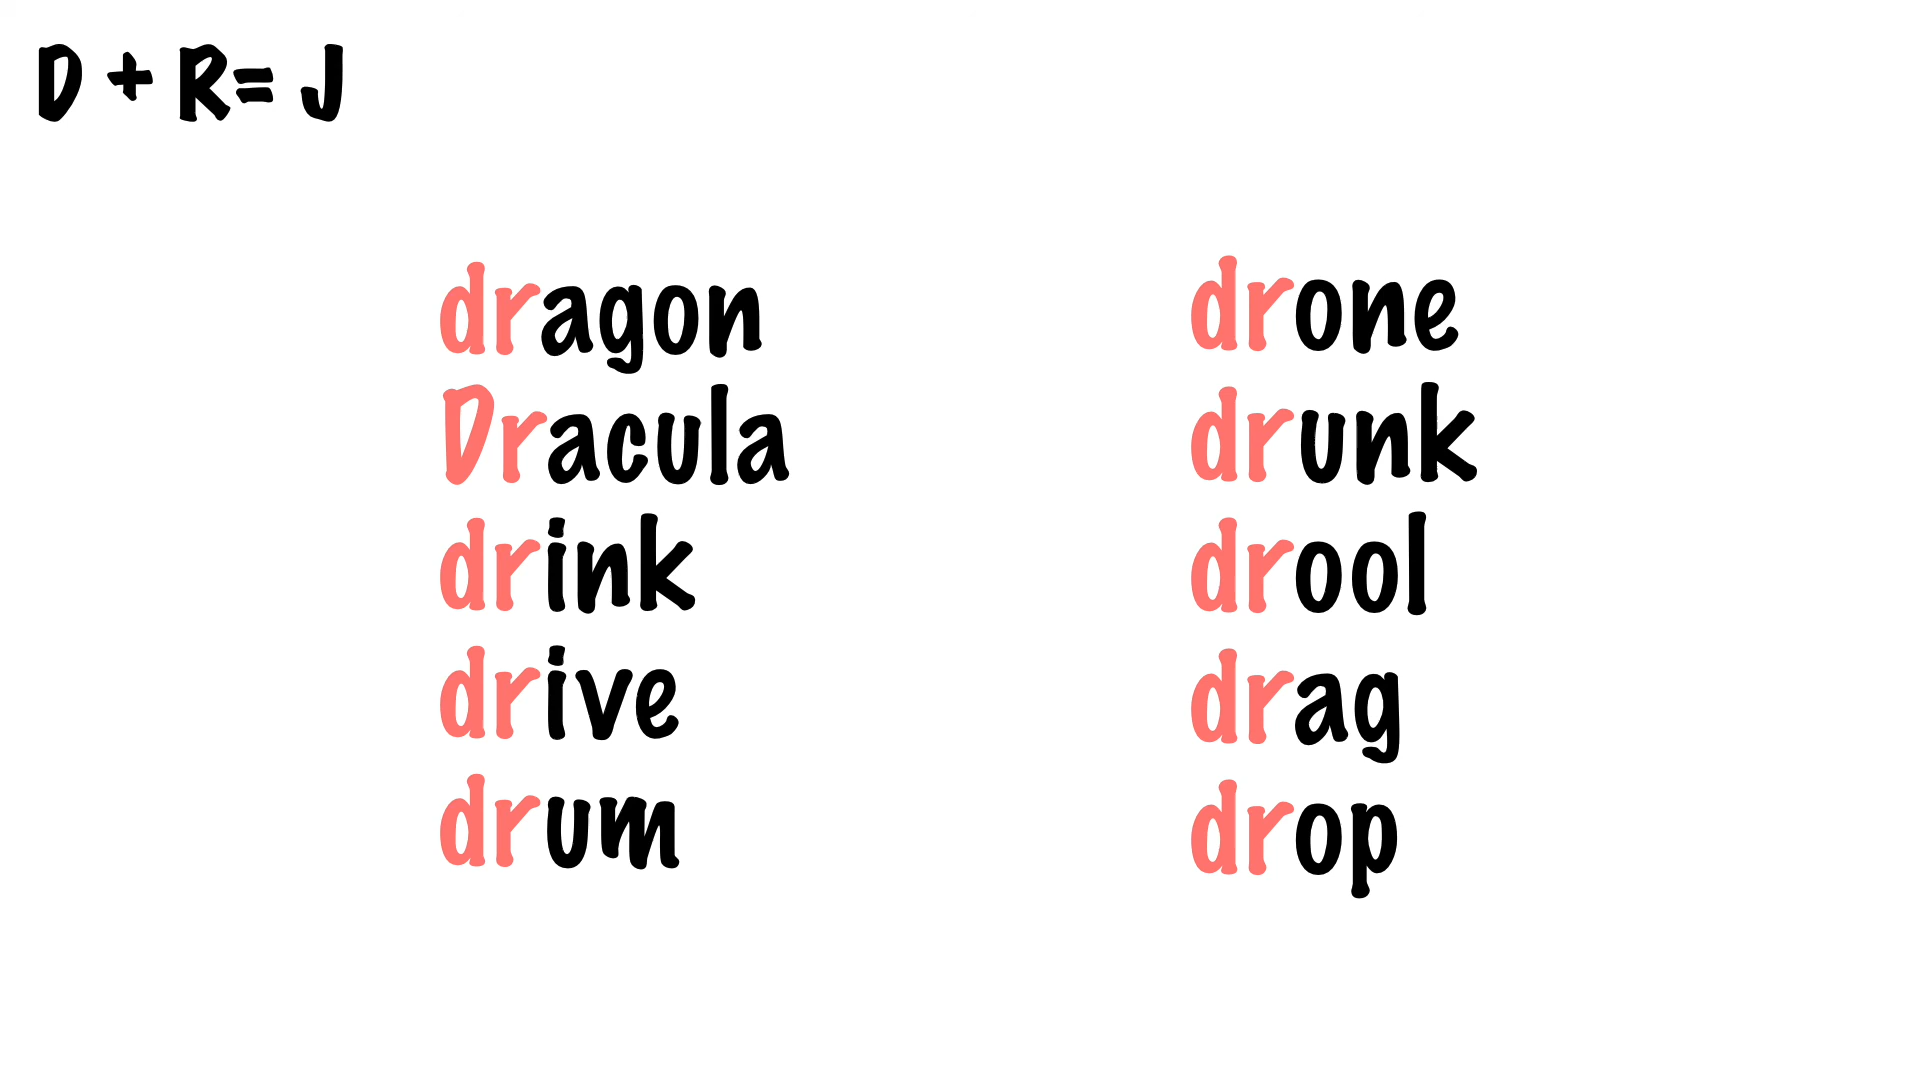 D + R= J
dragon
Dracula
drink
drive
drum
drone
drunk
drool
drag
drop